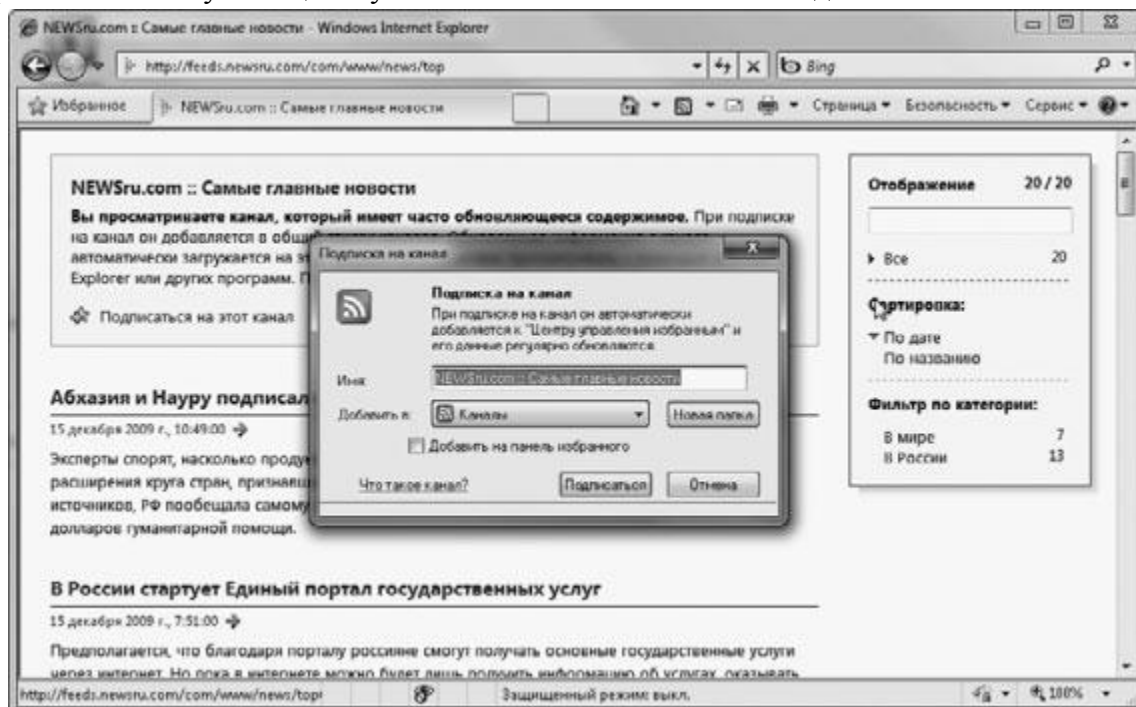 NEWSru.com :: Самые главные новости - Windows Internet Explorer
http://feeds.newsru.com/com/www/news/top
Bing
Избранное
NEWSru.com :: Самые главные новости
Страница
Безопасность
Сервис
NEWSru.com :: Самые главные новости
Вы просматриваете канал, который имеет часто обновляющееся содержимое. При подписке
на канал он добавляется в общий
автоматически загружается на
Explorer или других программ.
Подписаться на этот канал
Отображение 20 / 20
Все 20
Сортировка:
По дате
По названию
Фильтр по категории:
В мире 7
В России 13
Подписка на канал
Подписка на канал
При подписке на канал он автоматически
добавляется к "Центру управления избранным" и
его данные регулярно обновляются.
Имя:
NEWSru.com :: Самые главные новости
Добавить в:
Каналы
Новая папка
Добавить на панель избранного
Что такое канал?
Подписаться
Отмена
Абхазия и Науру подписал
15 декабря 2009 г., 10:49:00
Эксперты спорят, насколько
расширения круга стран,
источников, РФ пообещала самому
долларов гуманитарной помощи.
В России стартует Единый портал государственных услуг
15 декабря 2009 г., 7:51:00
Предполагается, что благодаря порталу россияне смогут получать основные государственные услуги
через интернет. Но пока в интернете можно будет лишь получить информацию об услугах, оказывать
http://feeds.newsru.com/com/www/news/top
Защищенный режим: выкл.
100%